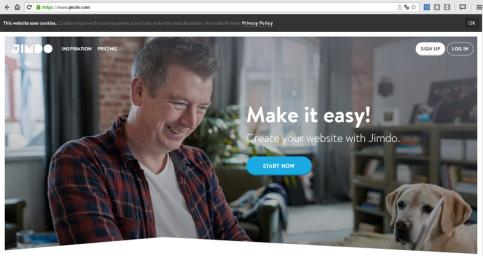 https://www.jimdo.com
This website uses cookies. Cookies improve the user experience and help make this website better. More details here: Privacy Policy
OK
JIMDO
INSPIRATION PRICING
SIGN UP LOG IN
Make it easy!
Create your website with Jimdo.
START NOW